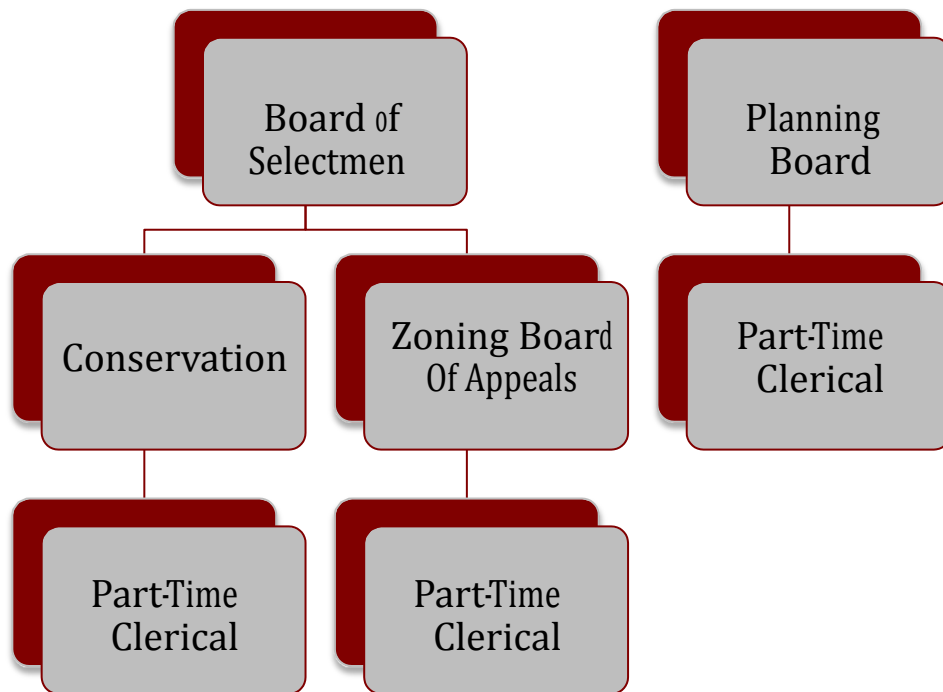 Board of
Selectmen
Planning
Board
Conservation
Zoning Board
Of Appeals
Part-Time
Clerical
Part-Time
Clerical
Part-Time
Clerical